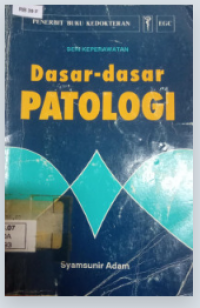 PENERBIT BUKU KEDOKTERAN EGC
SERI KEPERAWATAN
Dasar-dasar
PATOLOGI
Syamsunir Adam